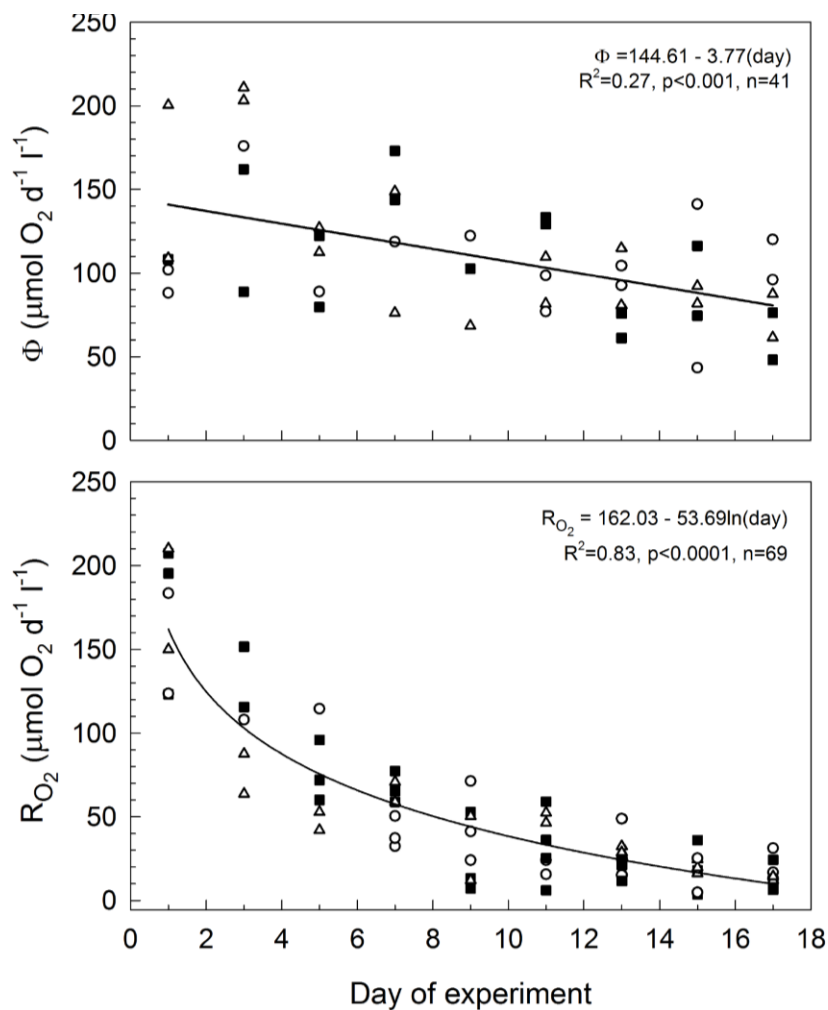 250
200
150
100
50
0
Φ (μmol O₂ d⁻¹ l⁻¹)
Φ =144.61 - 3.77(day)
R²=0.27, p<0.001, n=41
250
200
150
100
50
0
R_O₂ (μmol O₂ d⁻¹ l⁻¹)
R_O₂ = 162.03 - 53.69ln(day)
R²=0.83, p<0.0001, n=69
0 2 4 6 8 10 12 14 16 18
Day of experiment